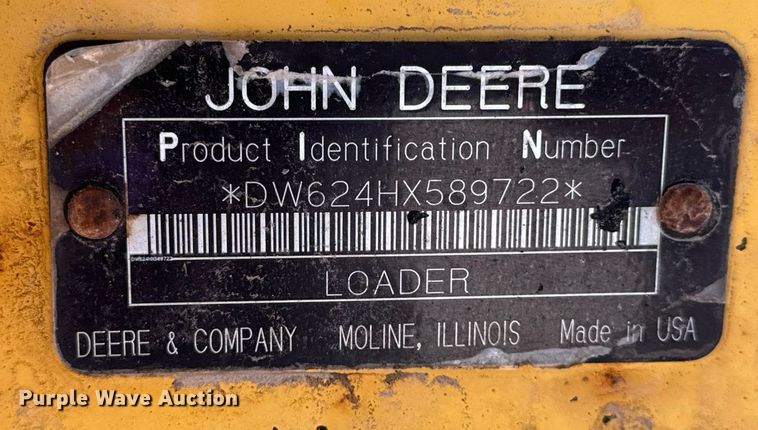 JOHN DEERE
Product Identification Number
*DW624HX589722*
LOADER
DEERE & COMPANY MOLINE, ILLINOIS Made in USA
Purple Wave Auction